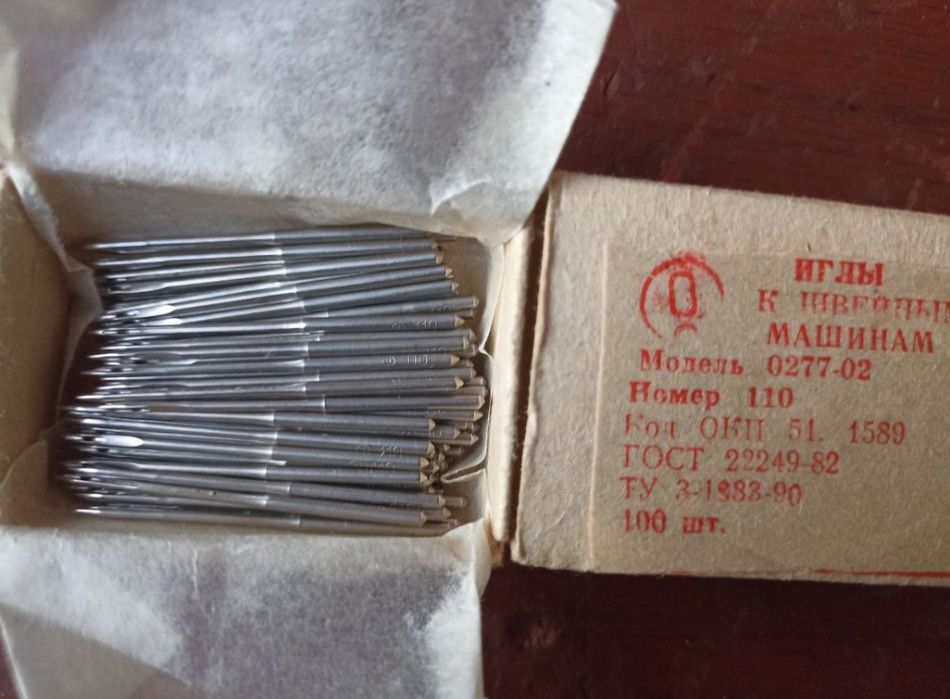 ИГЛЫ
К ШВЕЙНЫ
МАШИНАМ
Модель 0277-02
Номер 110
Код ОКП 51. 1589
ГОСТ 22249-82
ТУ 3-1883-90
100 шт.